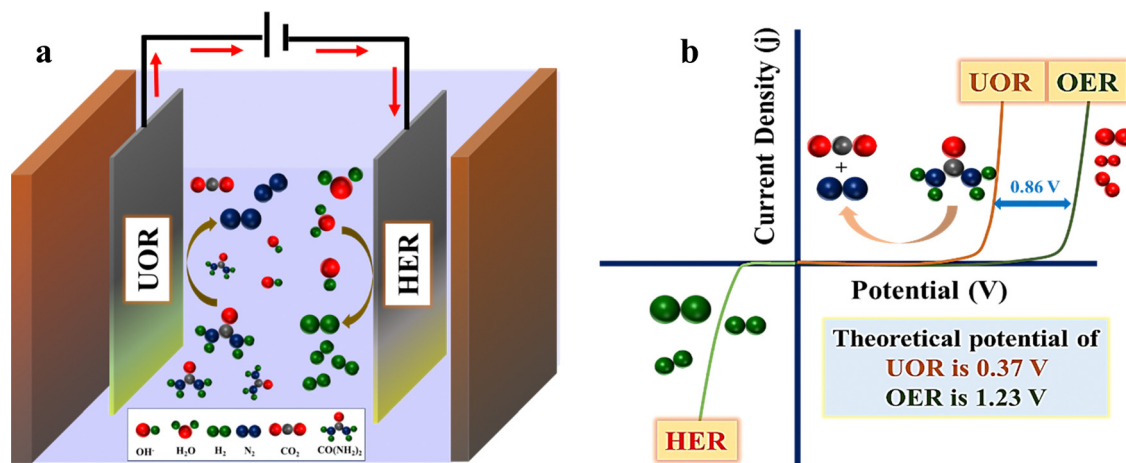 a
UOR
HER
OH⁻
H₂O
H₂
N₂
CO₂
CO(NH₂)₂
b
Current Density (j)
UOR
OER
+
0.86 V
Potential (V)
Theoretical potential of
UOR is 0.37 V
OER is 1.23 V
HER